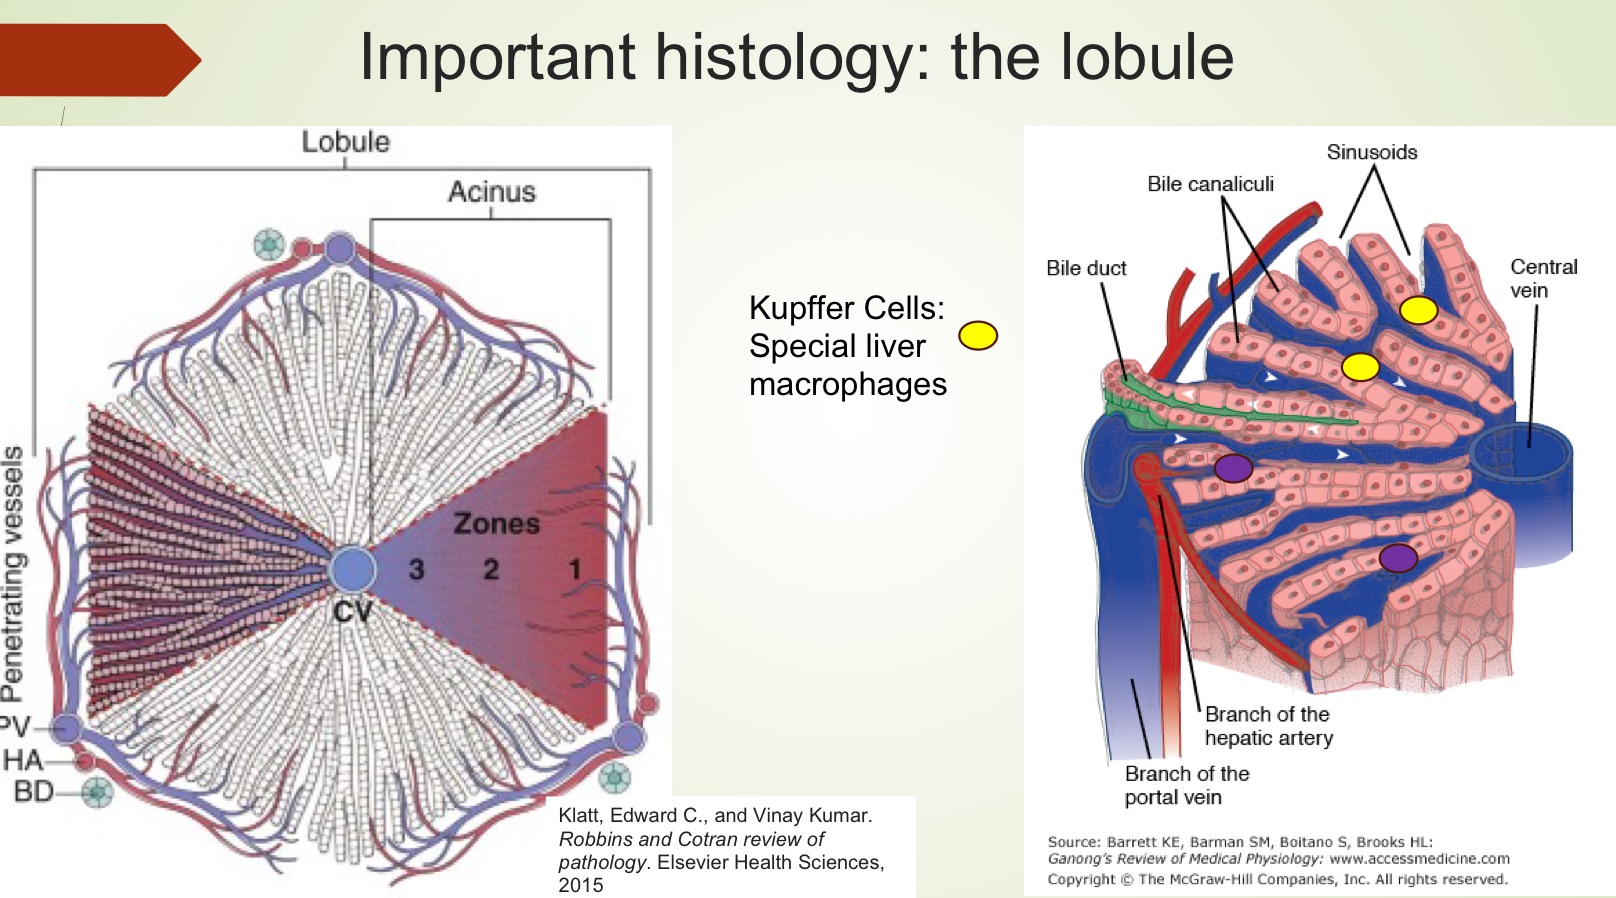 Important histology: the lobule
Lobule
Acinus
Zones
3 2 1
CV
Penetrating vessels
PV
HA
BD
Klatt, Edward C., and Vinay Kumar.
Robbins and Cotran review of
pathology. Elsevier Health Sciences,
2015
Kupffer Cells:
Special liver
macrophages
Sinusoids
Bile canaliculi
Bile duct
Central
vein
Branch of the
hepatic artery
Branch of the
portal vein
Source: Barrett KE, Barman SM, Boitano S, Brooks HL:
Ganong's Review of Medical Physiology: www.accessmedicine.com
Copyright © The McGraw-Hill Companies, Inc. All rights reserved.